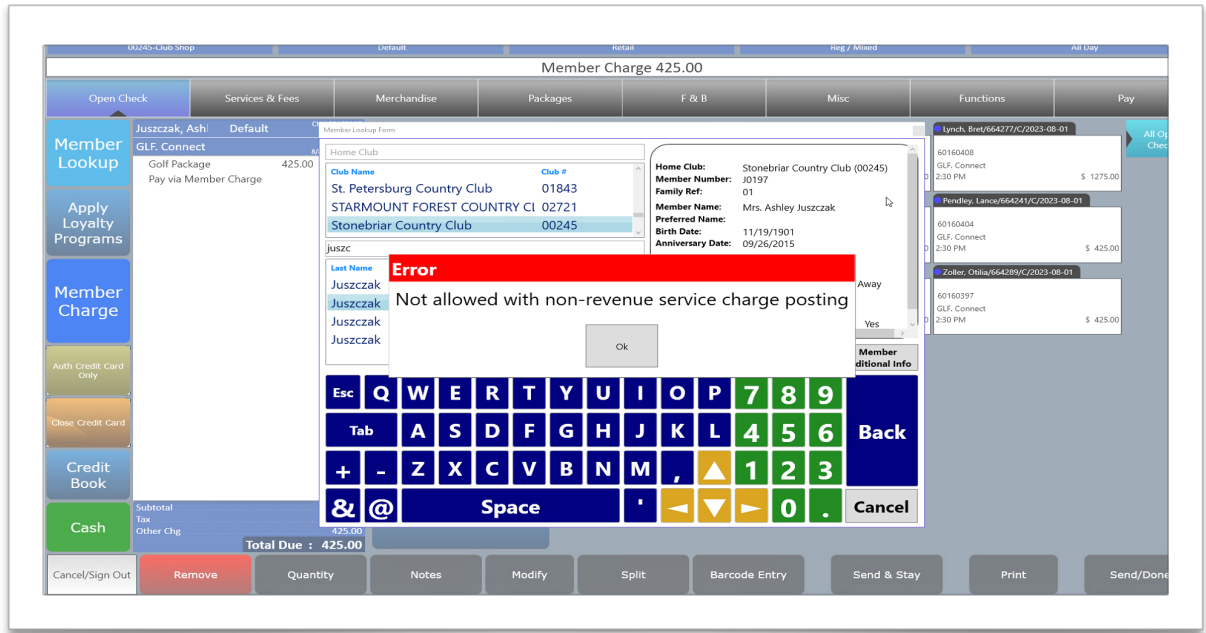 00245-Club Shop Default Retail Reg / Mixed All Day
Member Charge 425.00
Open Check Services & Fees Merchandise Packages F & B Misc Functions Pay
Member Lookup
Apply Loyalty Programs
Member Charge
Auth Credit Card Only
Close Credit Card
Credit Book
Cash
Juszczak, Ashl Default
GLF. Connect
Golf Package 425.00
Pay via Member Charge
Subtotal
Tax
Other Chg 425.00
Total Due : 425.00
Member Lookup Form
Home Club
Club Name Club #
St. Petersburg Country Club 01843
STARMOUNT FOREST COUNTRY CL 02721
Stonebriar Country Club 00245
juszc
Last Name
Juszczak
Juszczak
Juszczak
Juszczak
Home Club: Stonebriar Country Club (00245)
Member Number: J0197
Family Ref: 01
Member Name: Mrs. Ashley Juszczak
Preferred Name:
Birth Date: 11/19/1901
Anniversary Date: 09/26/2015
Away
Yes
Member
ditional Info
Error
Not allowed with non-revenue service charge posting
Ok
Esc Q W E R T Y U I O P 7 8 9
Tab A S D F G H J K L 4 5 6 Back
+ - Z X C V B N M , 1 2 3
& @ Space ' 0 . Cancel
Lynch, Bret/664277/C/2023-08-01
60160408
GLF. Connect
2:30 PM $ 1275.00
Pendley, Lance/664241/C/2023-08-01
60160404
GLF. Connect
2:30 PM $ 425.00
Zoller, Otilia/664289/C/2023-08-01
60160397
GLF. Connect
2:30 PM $ 425.00
All Op
Chec
Cancel/Sign Out Remove Quantity Notes Modify Split Barcode Entry Send & Stay Print Send/Done